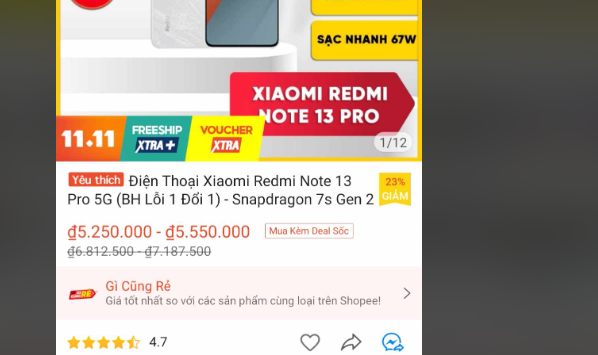 SẠC NHANH 67W
XIAOMI REDMI
NOTE 13 PRO
11.11
FREESHIP
XTRA+
VOUCHER
XTRA
1/12
Yêu thích Điện Thoại Xiaomi Redmi Note 13
Pro 5G (BH Lỗi 1 Đổi 1) - Snapdragon 7s Gen 2
23%
GIẢM
₫5.250.000 - ₫5.550.000
Mua Kèm Deal Sốc
₫6.812.500 - ₫7.187.500
Gì Cũng Rẻ
Giá tốt nhất so với các sản phẩm cùng loại trên Shopee!
4.7